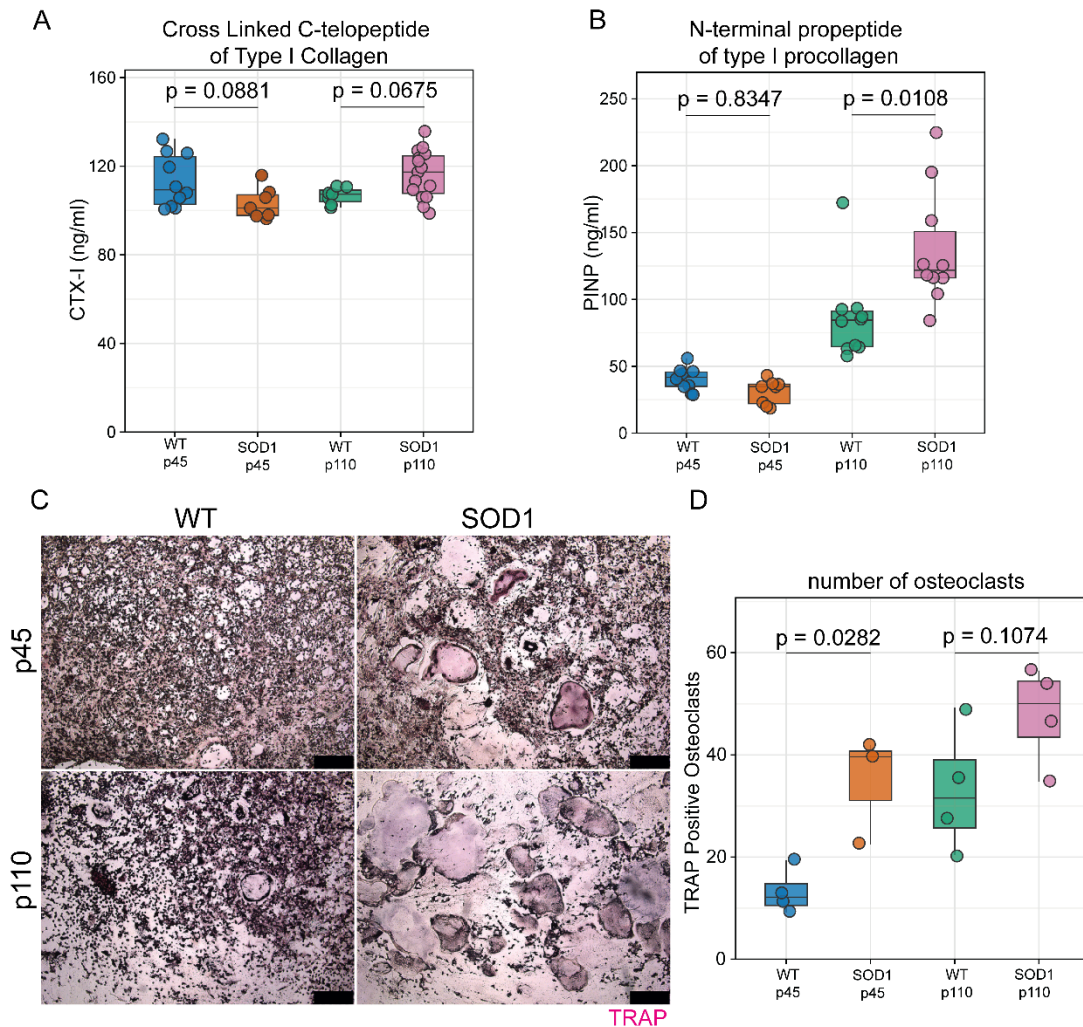 A
Cross Linked C-telopeptide
of Type I Collagen
160
120
80
40
0
CTX-I (ng/ml)
p = 0.0881
p = 0.0675
WT
p45
SOD1
p45
WT
p110
SOD1
p110
B
N-terminal propeptide
of type I procollagen
250
200
150
100
50
0
PINP (ng/ml)
p = 0.8347
p = 0.0108
WT
p45
SOD1
p45
WT
p110
SOD1
p110
C
WT
SOD1
p45
p110
TRAP
D
number of osteoclasts
60
40
20
0
TRAP Positive Osteoclasts
p = 0.0282
p = 0.1074
WT
p45
SOD1
p45
WT
p110
SOD1
p110